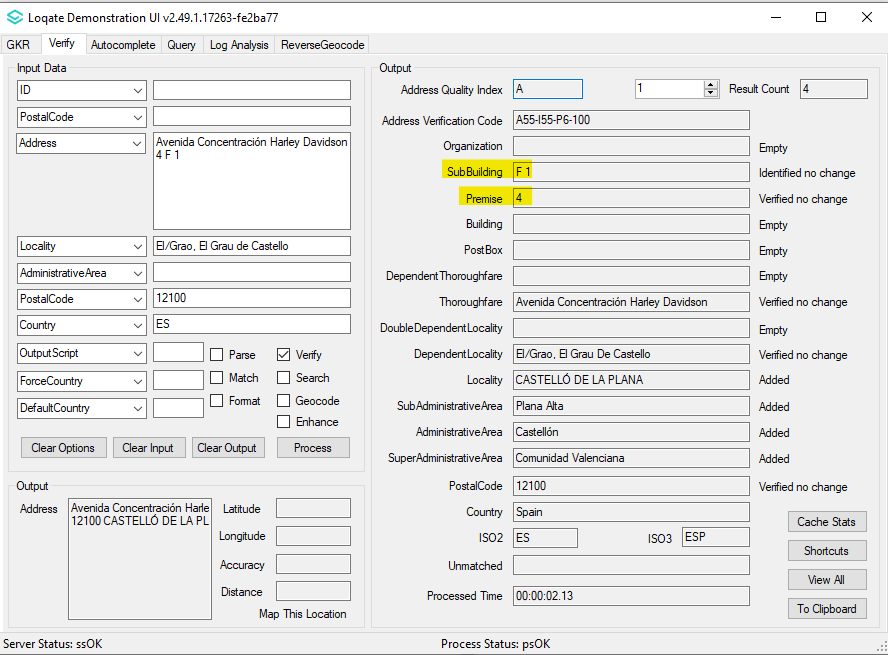 Loqate Demonstration UI v2.49.1.17263-fe2ba77
GKR Verify Autocomplete Query Log Analysis ReverseGeocode
Input Data
ID
PostalCode
Address Avenida Concentración Harley Davidson
4 F 1
Locality El/Grao, El Grau de Castello
AdministrativeArea
PostalCode 12100
Country ES
OutputScript Parse Verify
ForceCountry Match Search
DefaultCountry Format Geocode
Enhance
Clear Options Clear Input Clear Output Process
Output
Address Avenida Concentración Harle
12100 CASTELLÓ DE LA PL
Latitude
Longitude
Accuracy
Distance
Map This Location
Output
Address Quality Index A 1 Result Count 4
Address Verification Code A55-I55-P6-100
Organization Empty
SubBuilding F 1 Identified no change
Premise 4 Verified no change
Building Empty
PostBox Empty
DependentThoroughfare Empty
Thoroughfare Avenida Concentración Harley Davidson Verified no change
DoubleDependentLocality Empty
DependentLocality El/Grao, El Grau De Castello Verified no change
Locality CASTELLÓ DE LA PLANA Added
SubAdministrativeArea Plana Alta Added
AdministrativeArea Castellón Added
SuperAdministrativeArea Comunidad Valenciana Added
PostalCode 12100 Verified no change
Country Spain
ISO2 ES ISO3 ESP
Unmatched
Processed Time 00:00:02.13
Cache Stats
Shortcuts
View All
To Clipboard
Server Status: ssOK Process Status: psOK